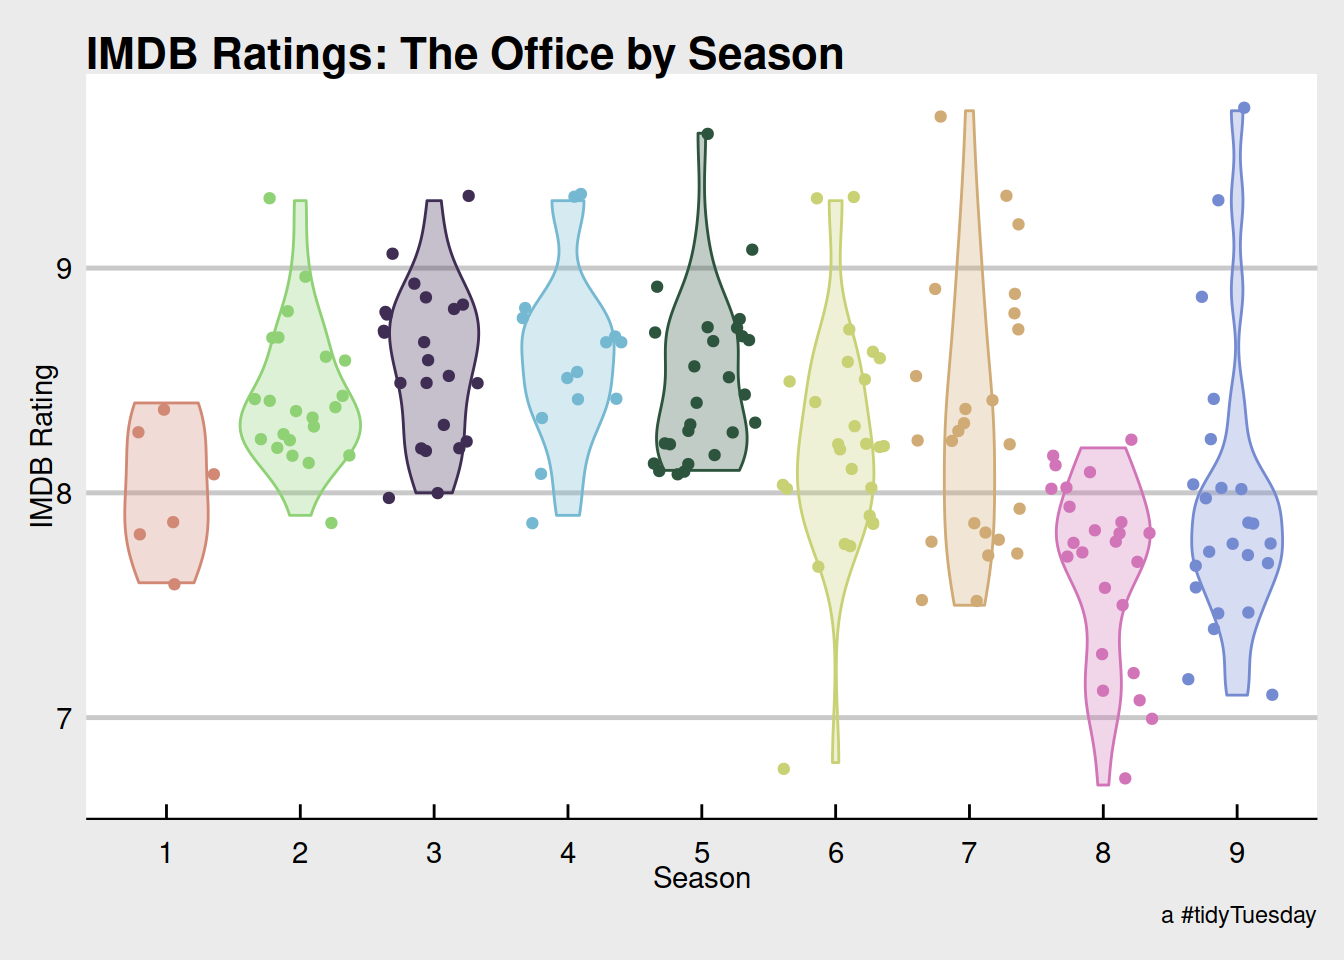 IMDB Ratings: The Office by Season
IMDB Rating
9
8
7
1 2 3 4 5 6 7 8 9
Season
a #tidyTuesday